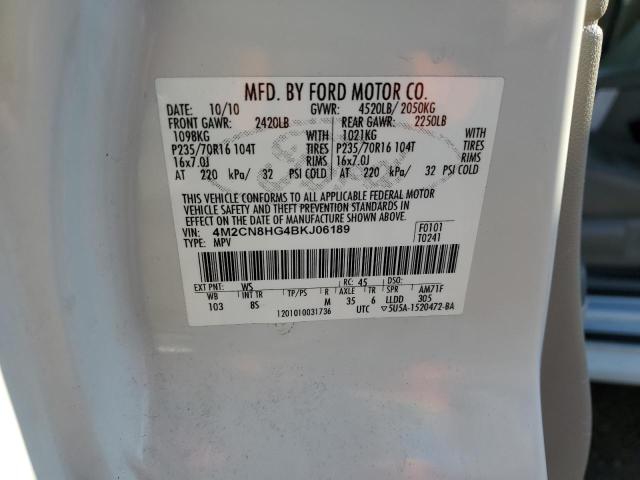 MFD. BY FORD MOTOR CO.
DATE: 10/10 GVWR: 4520LB/ 2050KG
FRONT GAWR: 2420LB REAR GAWR: 2250LB
1098KG WITH 1021KG WITH
P235/70R16 104T TIRES P235/70R16 104T TIRES
16x7.0J RIMS 16x7.0J RIMS
AT 220 kPa/ 32 PSI COLD AT 220 kPa/ 32 PSI COLD
THIS VEHICLE CONFORMS TO ALL APPLICABLE FEDERAL MOTOR
VEHICLE SAFETY AND THEFT PREVENTION STANDARDS IN
EFFECT ON THE DATE OF MANUFACTURE SHOWN ABOVE.
VIN: 4M2CN8HG4BKJ06189 F0101
TYPE: MPV T0241
EXT PNT: WS RC: 45 DSO:
WB INT TR TP/PS R AXLE TR SPR AM71F
103 8S M 35 6 LLDD 305
1201010031736 UTC ▽5U5A-1520472-BA